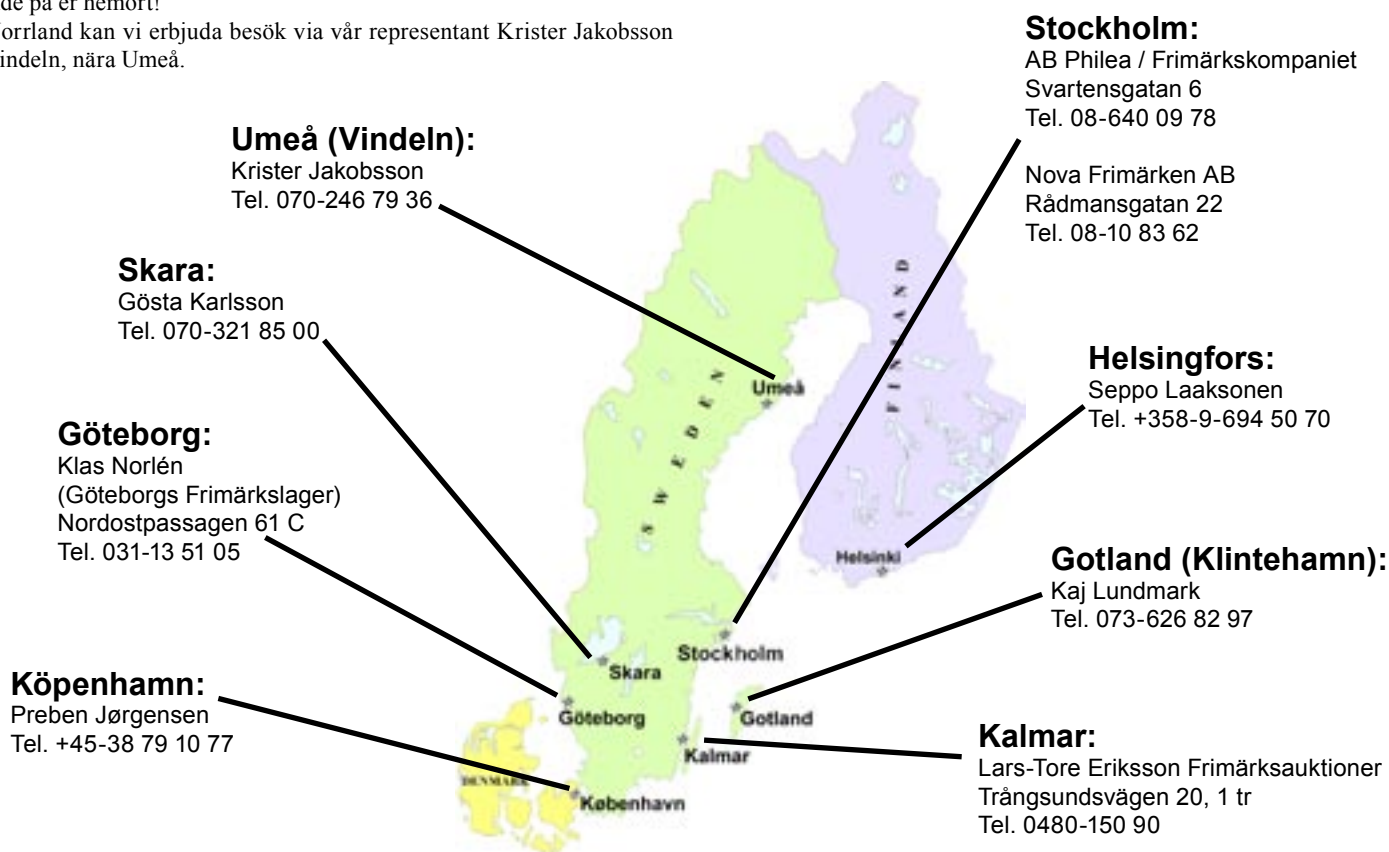 de på er hemort!
orrland kan vi erbjuda besök via vår representant Krister Jakobsson
indeln, nära Umeå.
Stockholm:
AB Philea / Frimärkskompaniet
Svartensgatan 6
Tel. 08-640 09 78
Nova Frimärken AB
Rådmansgatan 22
Tel. 08-10 83 62
Umeå (Vindeln):
Krister Jakobsson
Tel. 070-246 79 36
Skara:
Gösta Karlsson
Tel. 070-321 85 00
Göteborg:
Klas Norlén
(Göteborgs Frimärkslager)
Nordostpassagen 61 C
Tel. 031-13 51 05
Köpenhamn:
Preben Jørgensen
Tel. +45-38 79 10 77
Helsingfors:
Seppo Laaksonen
Tel. +358-9-694 50 70
Gotland (Klintehamn):
Kaj Lundmark
Tel. 073-626 82 97
Kalmar:
Lars-Tore Eriksson Frimärksauktioner
Trångsundsvägen 20, 1 tr
Tel. 0480-150 90
FINLAND
SWEDEN
Umeå
Helsinki
Stockholm
Skara
Göteborg
Gotland
Kalmar
DENMARK
København